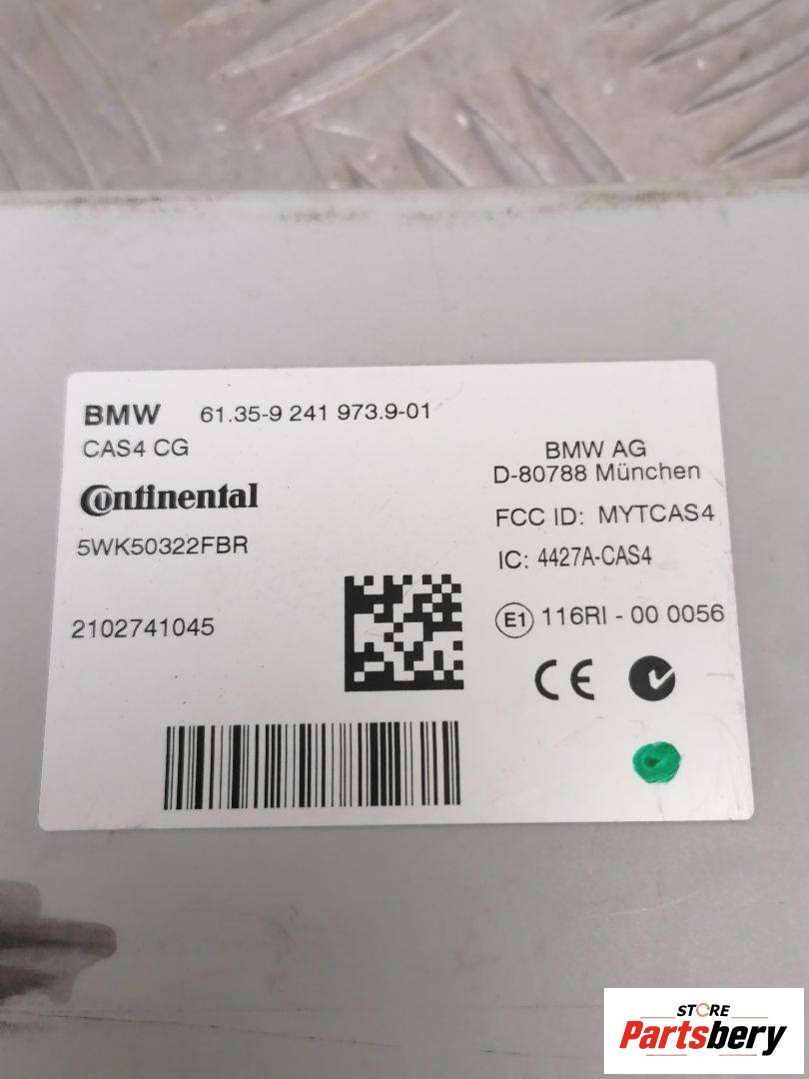 BMW 61.35-9 241 973.9-01
CAS4 CG
Continental
5WK50322FBR
2102741045
BMW AG
D-80788 München
FCC ID: MYTCAS4
IC: 4427A-CAS4
E1 116RI - 00 0056
CE
STORE
Partsbery